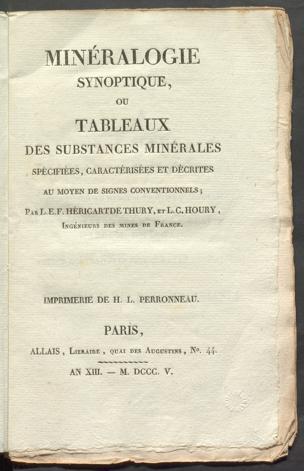 MINÉRALOGIE
SYNOPTIQUE,
OU
TABLEAUX
DES SUBSTANCES MINÉRALES
SPÉCIFIÉES, CARACTÉRISÉES ET DÉCRITES
AU MOYEN DE SIGNES CONVENTIONNELS;
PAR L. E. F. HÉRICART DE THURY, ET L. C. HOURY,
INGÉNIEURS DES MINES DE FRANCE.
IMPRIMERIE DE H. L. PERRONNEAU.
PARIS,
ALLAIS, LIBRAIRE, QUAI DES AUGUSTINS, No. 44.
AN XIII. — M. DCCC. V.